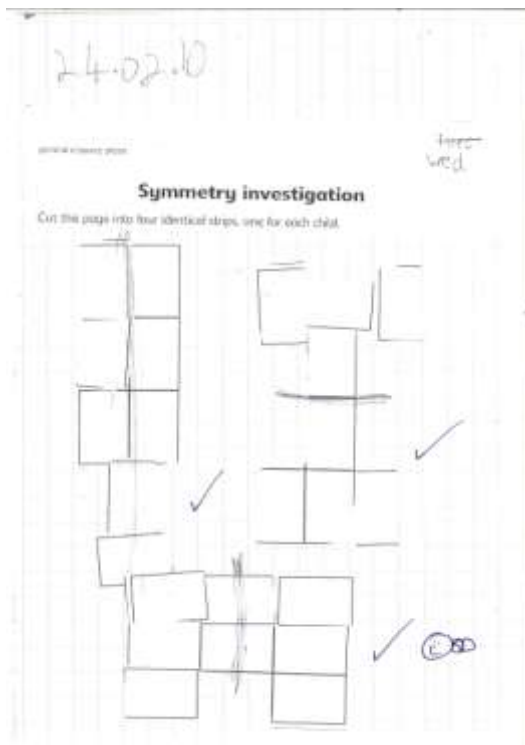 24.02.10
wed
Symmetry investigation
Cut this page into four identical strips, one for each child.